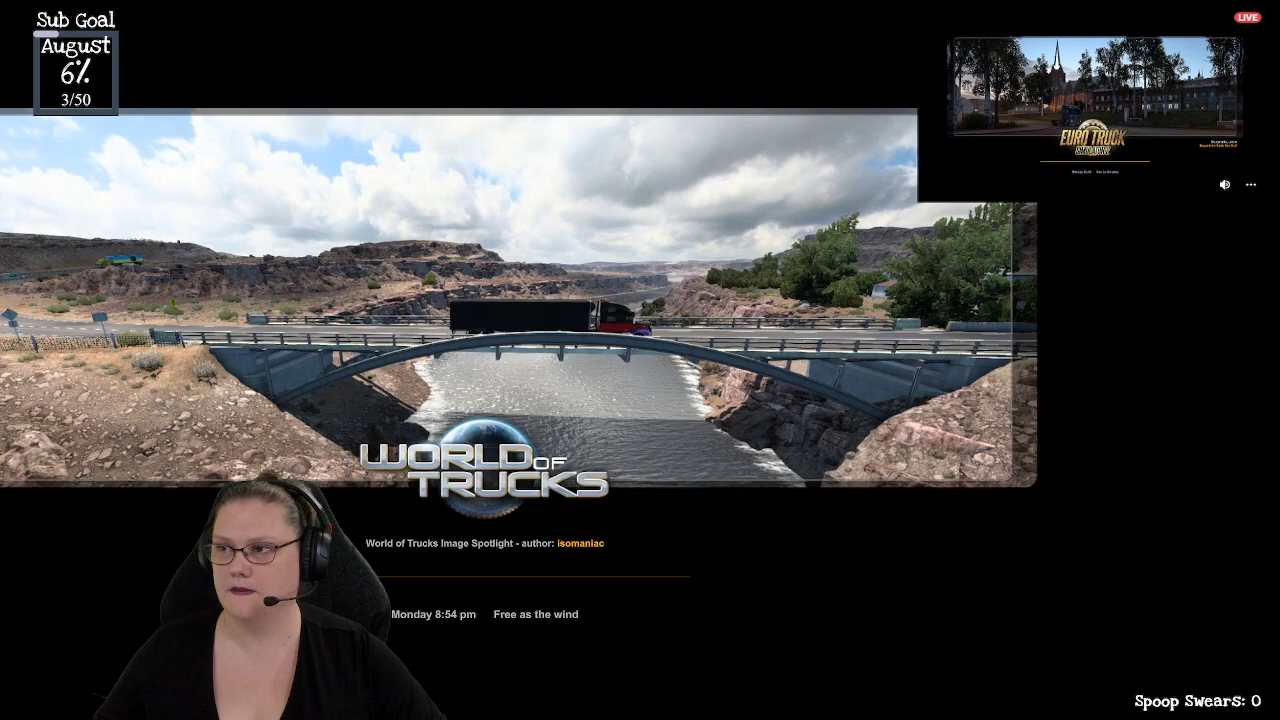 Sub Goal
August
6%
3/50
LIVE
EURO TRUCK
SIMULATOR 2
WORLD OF
TRUCKS
World of Trucks Image Spotlight - author: isomaniac
Monday 8:54 pm Free as the wind
Spoop Swears: 0